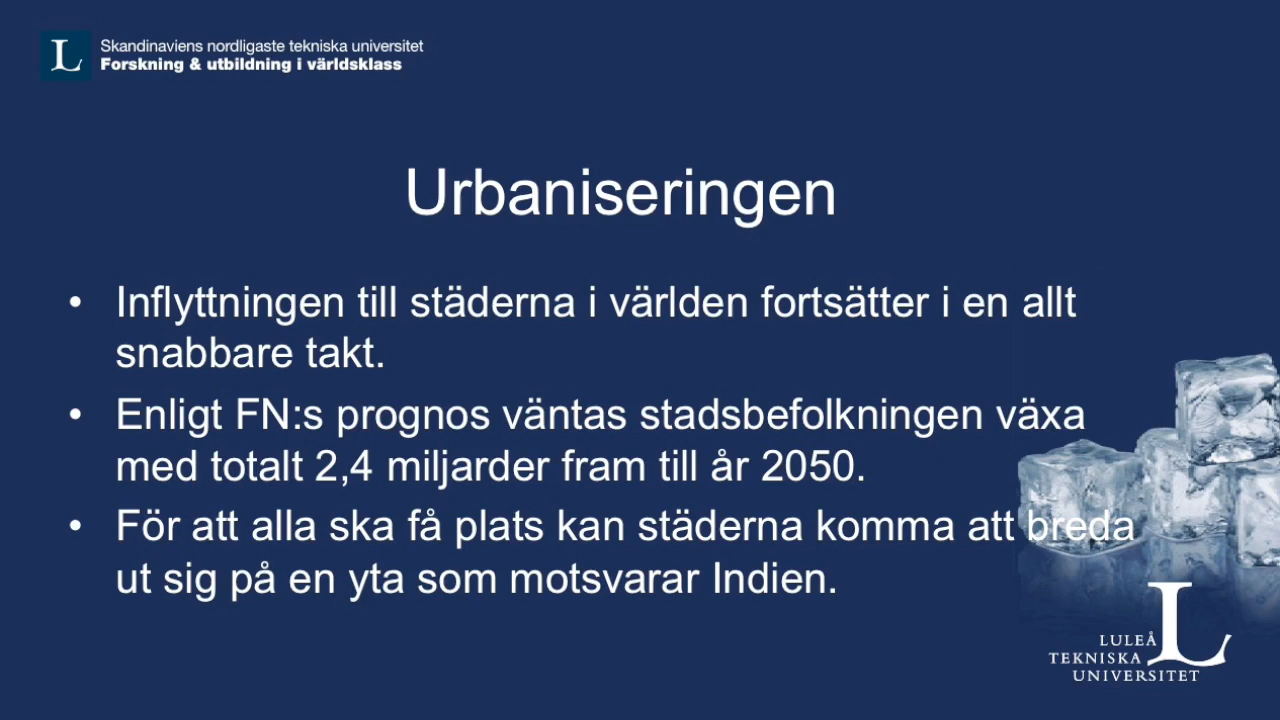 L
Skandinaviens nordligaste tekniska universitet
Forskning & utbildning i världsklass
Urbaniseringen
• Inflyttningen till städerna i världen fortsätter i en allt
snabbare takt.
• Enligt FN:s prognos väntas stadsbefolkningen växa
med totalt 2,4 miljarder fram till år 2050.
• För att alla ska få plats kan städerna komma att breda
ut sig på en yta som motsvarar Indien.
L
LULEÅ
TEKNISKA
UNIVERSITET